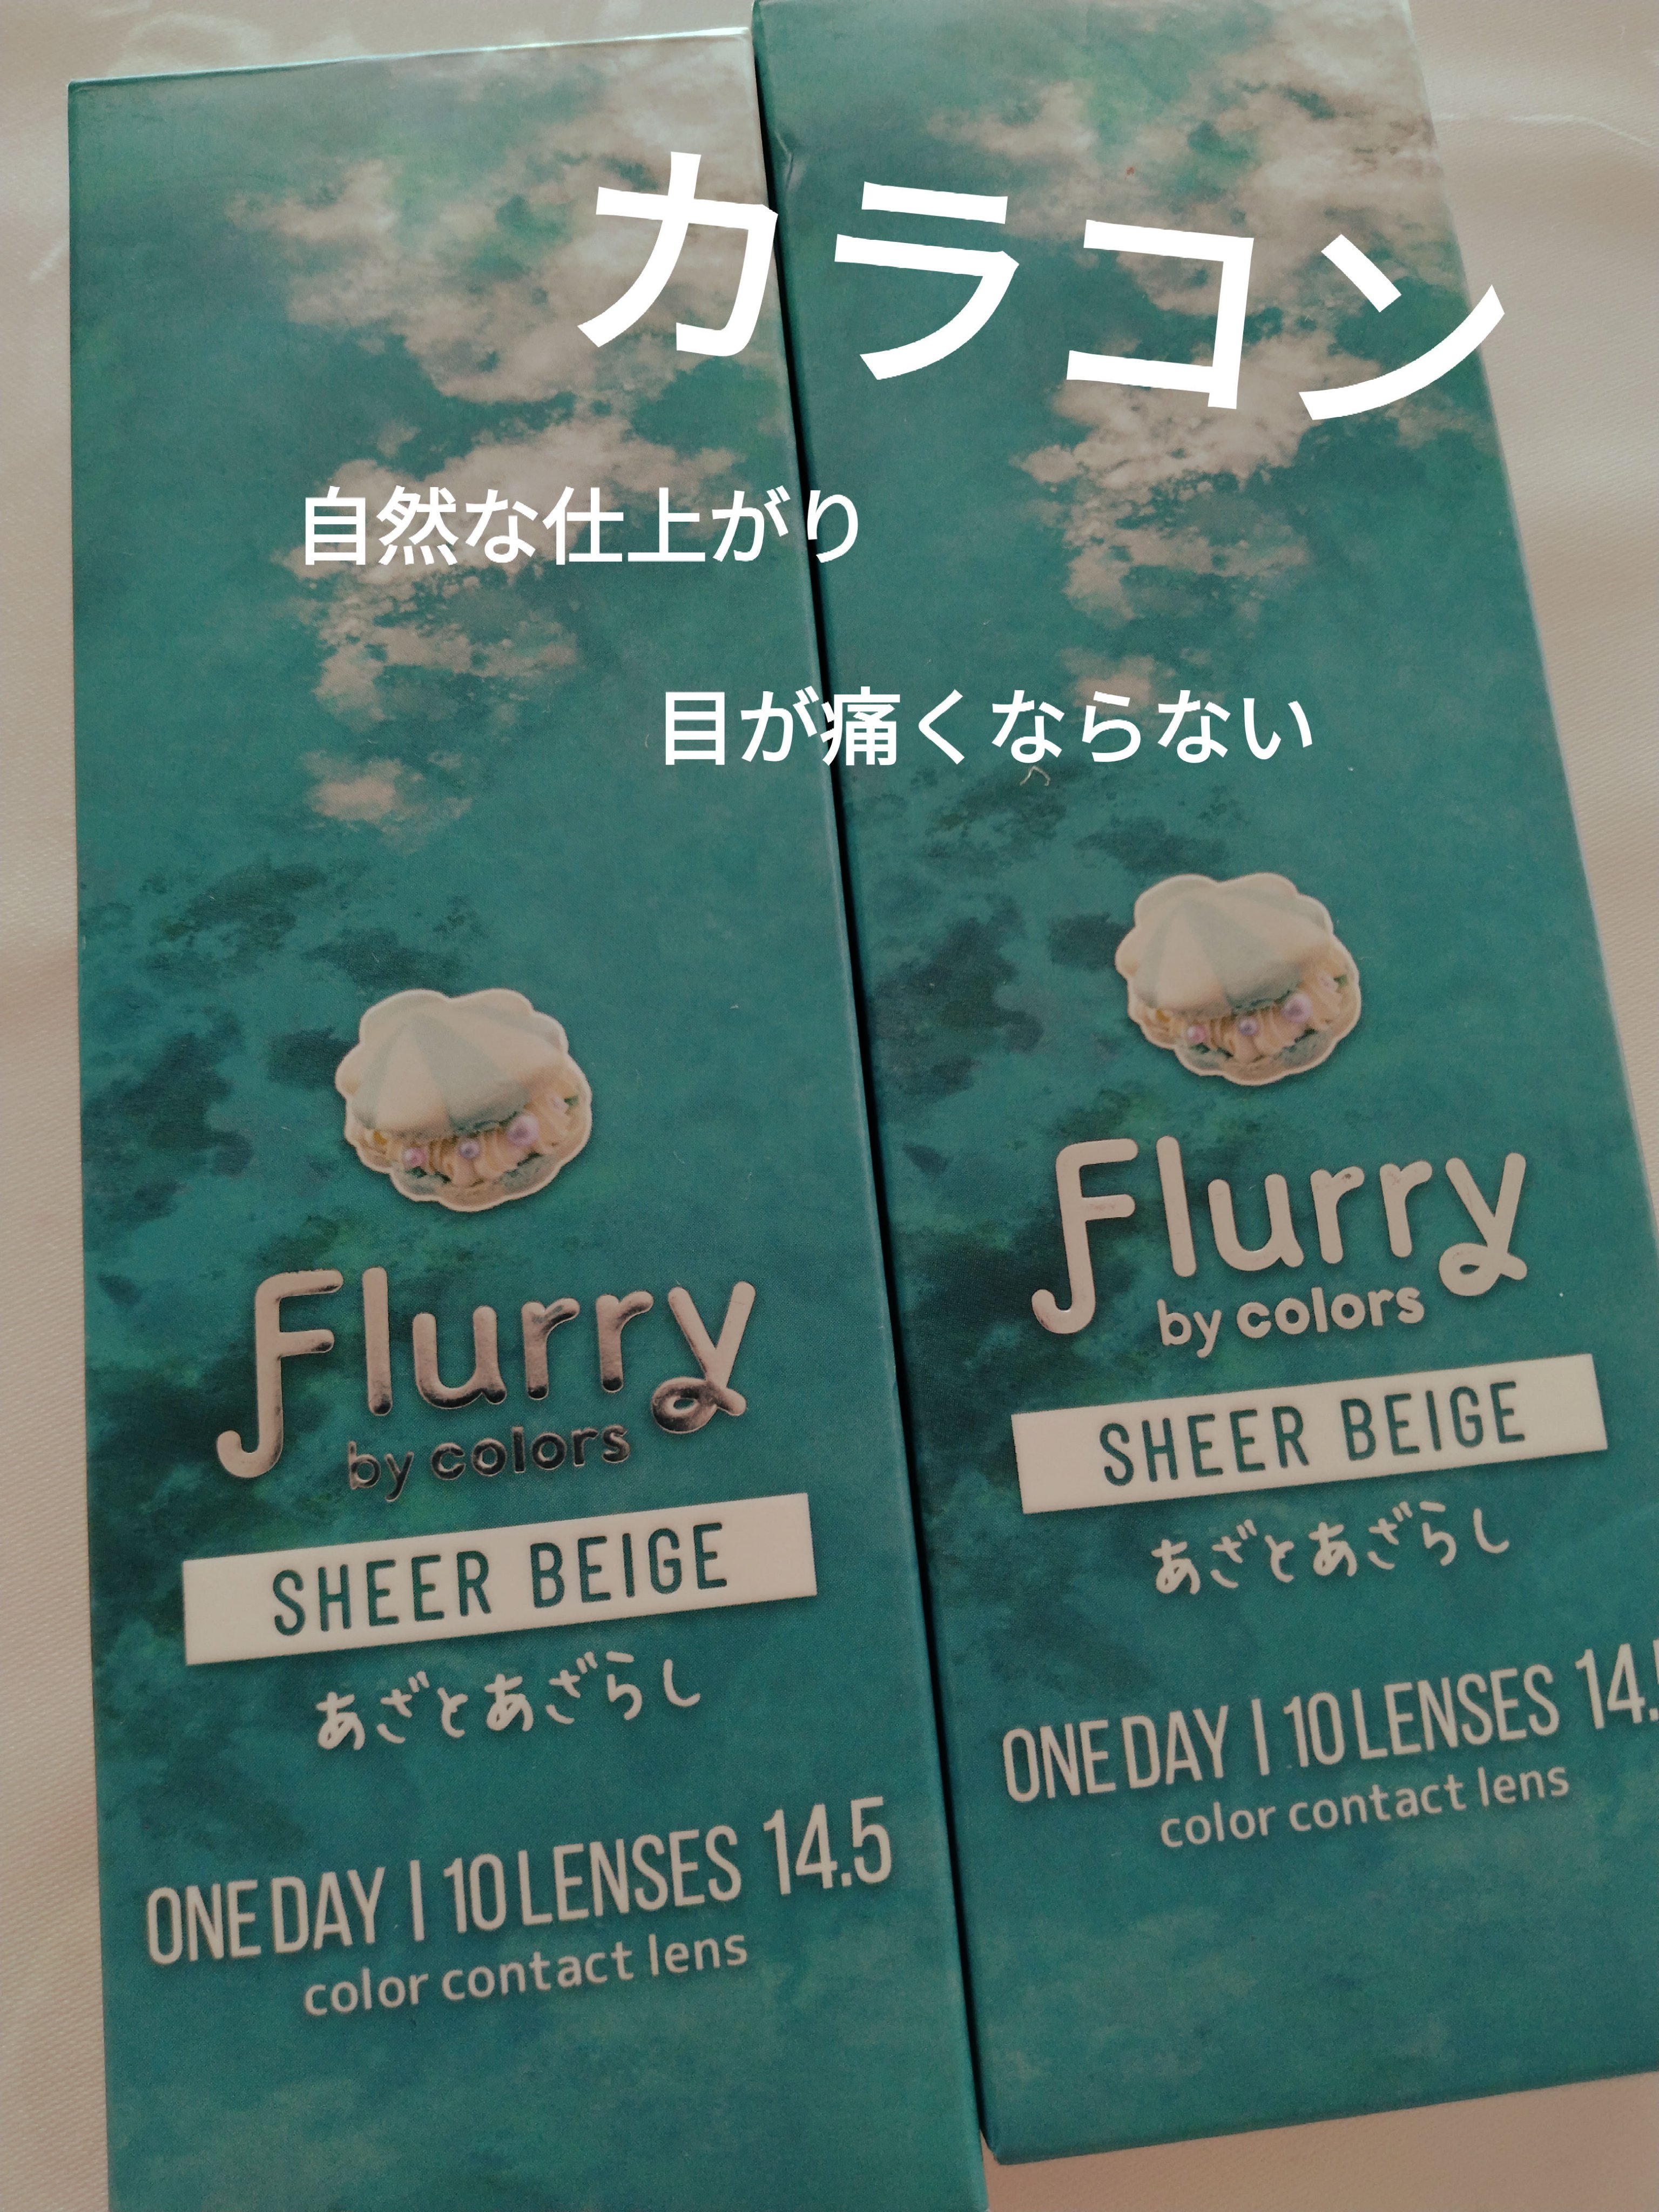 カラコン
自然な仕上がり
目が痛くならない
Flurry
by colors
SHEER BEIGE
あざとあざらし
ONE DAY | 10 LENSES 14.5
color contact lens
Flurry
by colors
SHEER BEIGE
あざとあざらし
ONE DAY | 10 LENSES 14.
color contact lens